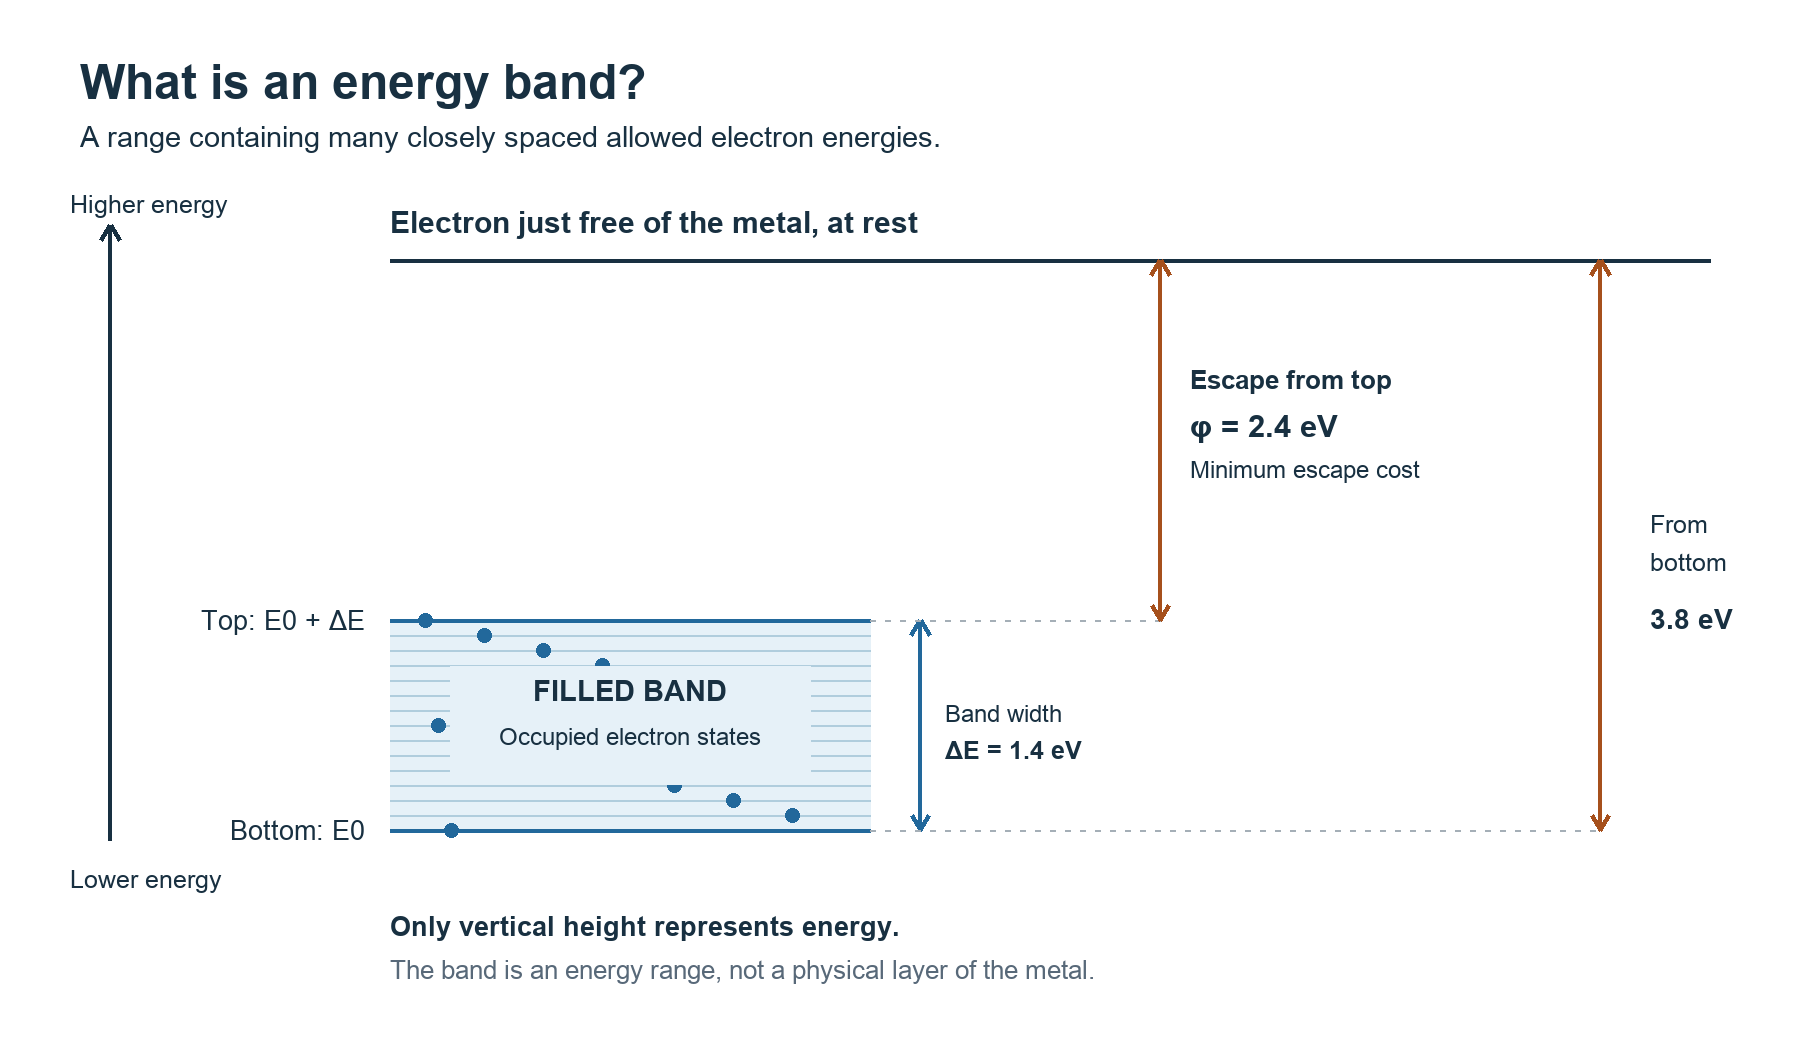 What is an energy band?
A range containing many closely spaced allowed electron energies.
Higher energy
Electron just free of the metal, at rest
Escape from top
φ = 2.4 eV
Minimum escape cost
From
bottom
3.8 eV
Top: E0 + ΔE
FILLED BAND
Occupied electron states
Band width
ΔE = 1.4 eV
Bottom: E0
Lower energy
Only vertical height represents energy.
The band is an energy range, not a physical layer of the metal.